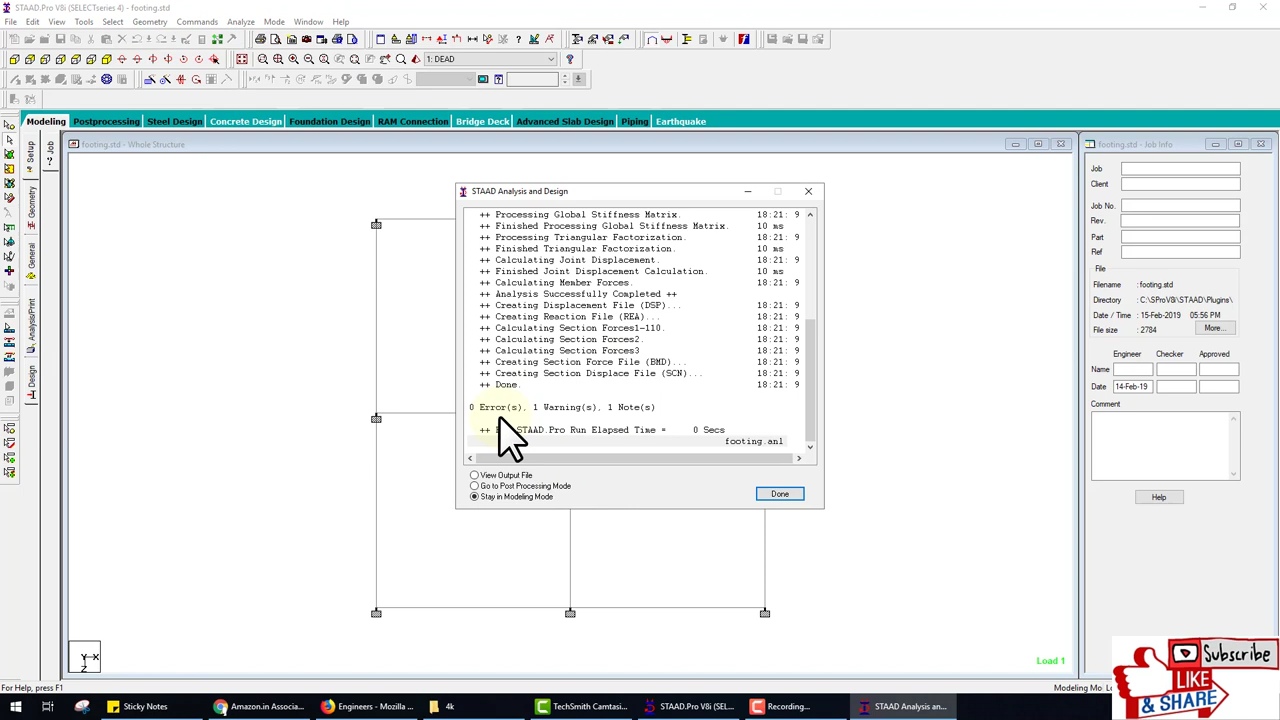 STAAD.Pro V8i (SELECTseries 4) - footing.std
File Edit View Tools Select Geometry Commands Analyze Mode Window Help
1: DEAD
Modeling Postprocessing Steel Design Concrete Design Foundation Design RAM Connection Bridge Deck Advanced Slab Design Piping Earthquake
footing.std - Whole Structure
footing.std - Job Info
Setup
Geometry
General
Analysis/Print
Design
Job
STAAD Analysis and Design
++ Processing Global Stiffness Matrix. 18:21: 9
++ Finished Processing Global Stiffness Matrix. 10 ms
++ Processing Triangular Factorization. 18:21: 9
++ Finished Triangular Factorization. 10 ms
++ Calculating Joint Displacement. 18:21: 9
++ Finished Joint Displacement Calculation. 10 ms
++ Calculating Member Forces. 18:21: 9
++ Analysis Successfully Completed ++
++ Creating Displacement File (DSP)... 18:21: 9
++ Creating Reaction File (REA)... 18:21: 9
++ Calculating Section Forces1-110. 18:21: 9
++ Calculating Section Forces2. 18:21: 9
++ Calculating Section Forces3 18:21: 9
++ Creating Section Force File (BMD)... 18:21: 9
++ Creating Section Displace File (SCN)... 18:21: 9
++ Done. 18:21: 9
0 Error(s), 1 Warning(s), 1 Note(s)
++ STAAD.Pro Run Elapsed Time = 0 Secs
footing.anl
View Output File
Go to Post Processing Mode
Stay in Modeling Mode
Done
Job
Client
Job No.
Rev.
Part
Ref
File
Filename : footing.std
Directory : C:\SProV8i\STAAD\Plugins\
Date / Time : 15-Feb-2019 05:56 PM
File size : 2784 More...
Engineer Checker Approved
Name
Date 14-Feb-19
Comment
Help
Y X
Z
Load 1
Subscribe
LIKE
& SHARE
For Help, press F1
Modeling Mo
Sticky Notes
Amazon.in Associa...
Engineers - Mozilla ...
4k
TechSmith Camtasi...
STAAD.Pro V8i (SEL...
Recording...
STAAD Analysis an...